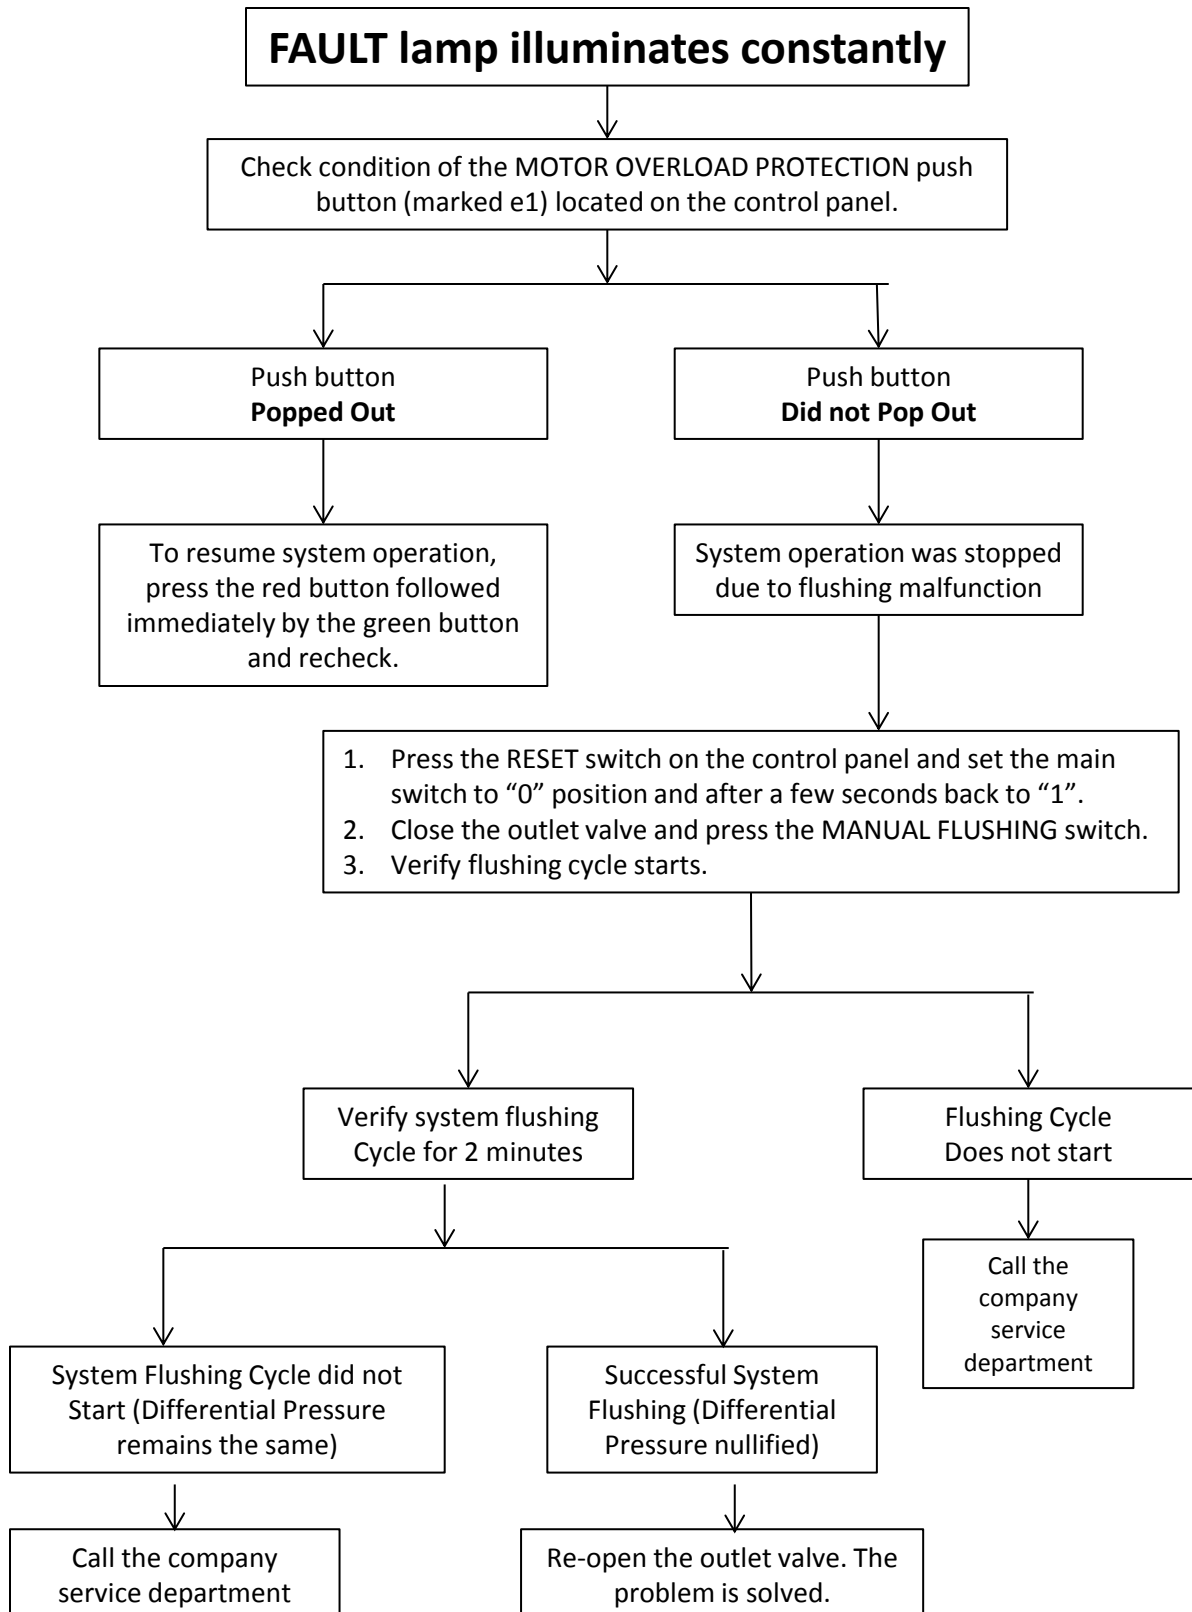 FAULT lamp illuminates constantly
Check condition of the MOTOR OVERLOAD PROTECTION push
button (marked e1) located on the control panel.
Push button
Popped Out
Push button
Did not Pop Out
To resume system operation,
press the red button followed
immediately by the green button
and recheck.
System operation was stopped
due to flushing malfunction
1. Press the RESET switch on the control panel and set the main
switch to “0” position and after a few seconds back to “1”.
2. Close the outlet valve and press the MANUAL FLUSHING switch.
3. Verify flushing cycle starts.
Verify system flushing
Cycle for 2 minutes
Flushing Cycle
Does not start
Call the
company
service
department
System Flushing Cycle did not
Start (Differential Pressure
remains the same)
Successful System
Flushing (Differential
Pressure nullified)
Call the company
service department
Re-open the outlet valve. The
problem is solved.